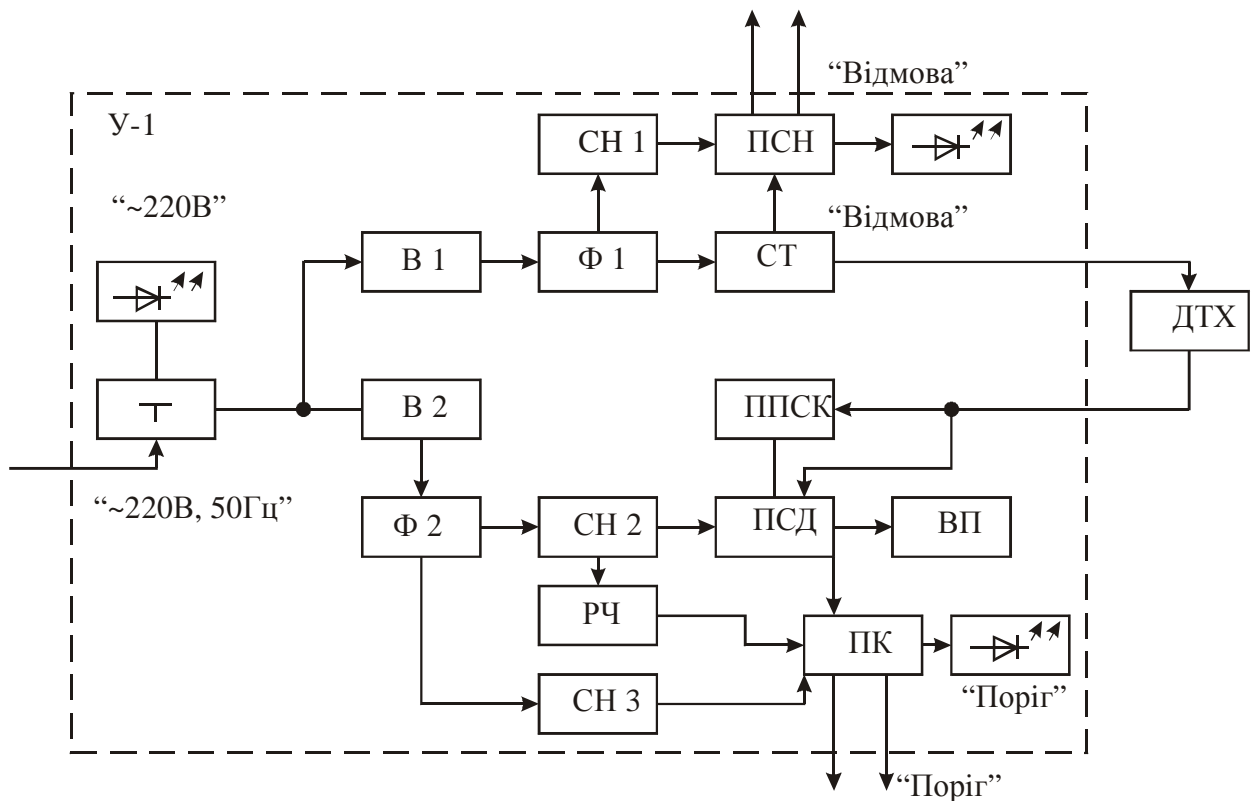 “Відмова”
У-1
СН 1
ПСН
“~220В”
“Відмова”
В 1
Ф 1
СТ
ДТХ
В 2
ППСК
“~220В, 50Гц”
Ф 2
СН 2
ПСД
ВП
РЧ
ПК
СН 3
“Поріг”
“Поріг”